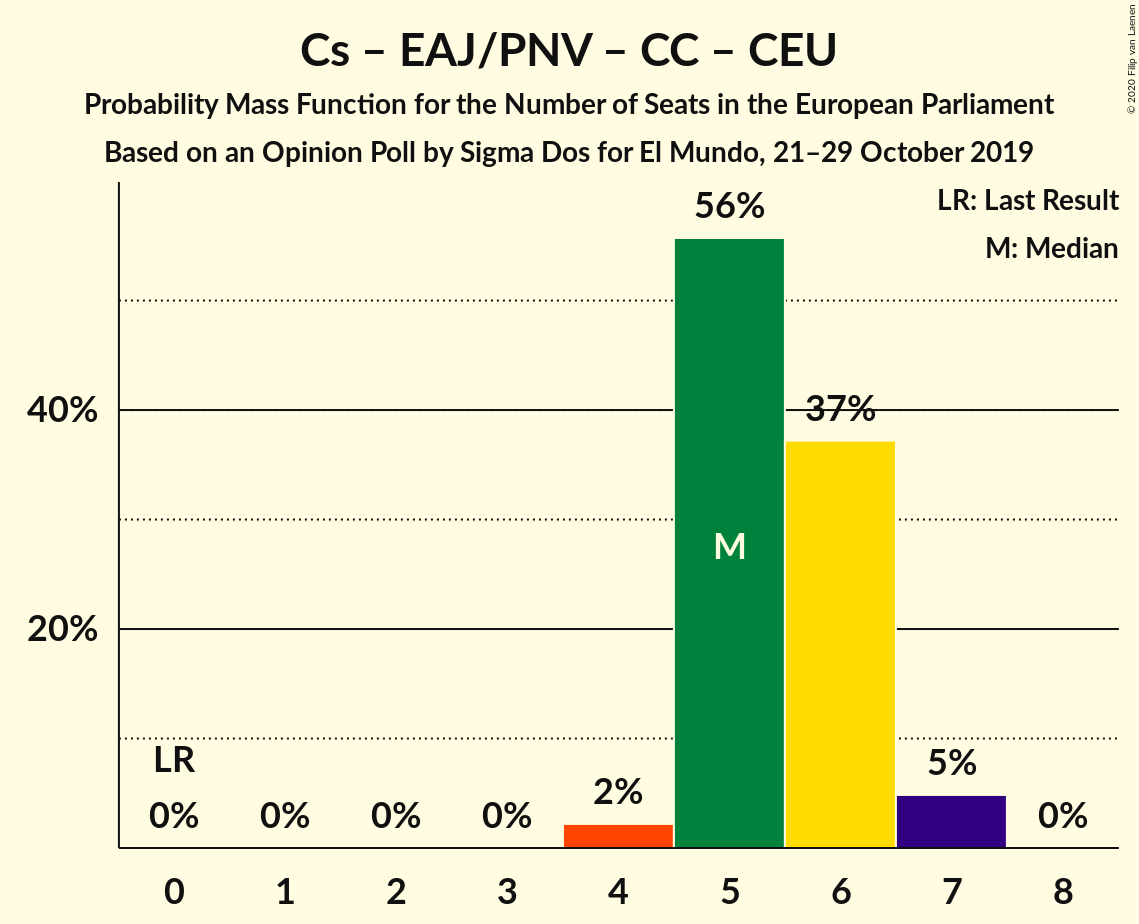 Cs – EAJ/PNV – CC – CEU
Probability Mass Function for the Number of Seats in the European Parliament
Based on an Opinion Poll by Sigma Dos for El Mundo, 21–29 October 2019
© 2020 Filip van Laenen
LR: Last Result
M: Median
56%
40%
37%
M
20%
LR
0%
0%
0%
0%
2%
5%
0%
0
1
2
3
4
5
6
7
8